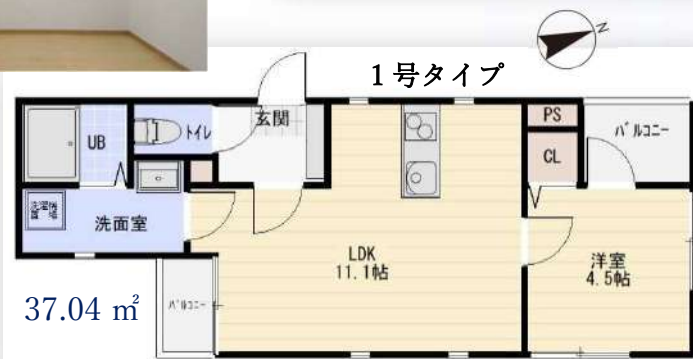 N
1号タイプ
UB
トイレ
玄関
PS
CL
バルコニー
洗面室
LDK
11.1帖
洋室
4.5帖
バルコニー
37.04 ㎡